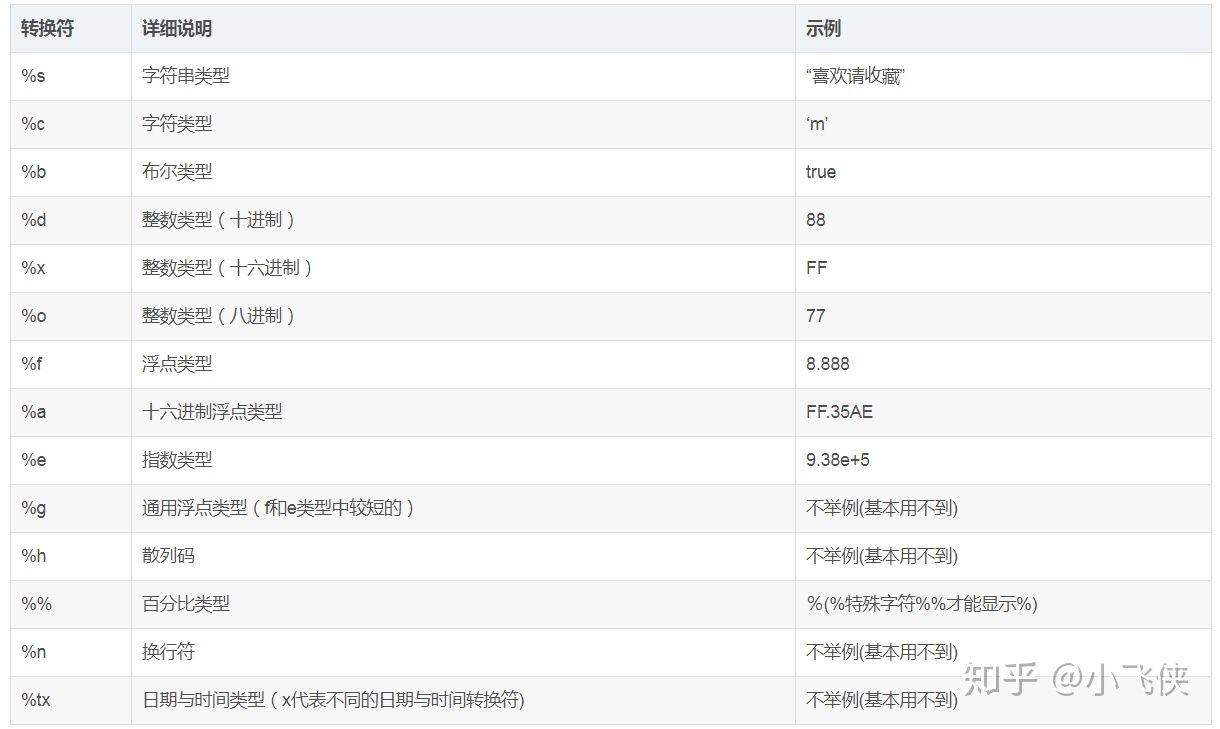 转换符 详细说明 示例
%s 字符串类型 “喜欢请收藏”
%c 字符类型 ‘m’
%b 布尔类型 true
%d 整数类型（十进制） 88
%x 整数类型（十六进制） FF
%o 整数类型（八进制） 77
%f 浮点类型 8.888
%a 十六进制浮点类型 FF.35AE
%e 指数类型 9.38e+5
%g 通用浮点类型（f和e类型中较短的） 不举例(基本用不到)
%h 散列码 不举例(基本用不到)
%% 百分比类型 ％(%特殊字符%%才能显示%)
%n 换行符 不举例(基本用不到)
%tx 日期与时间类型（x代表不同的日期与时间转换符) 不举例(基本用不到)
知乎 @小飞侠